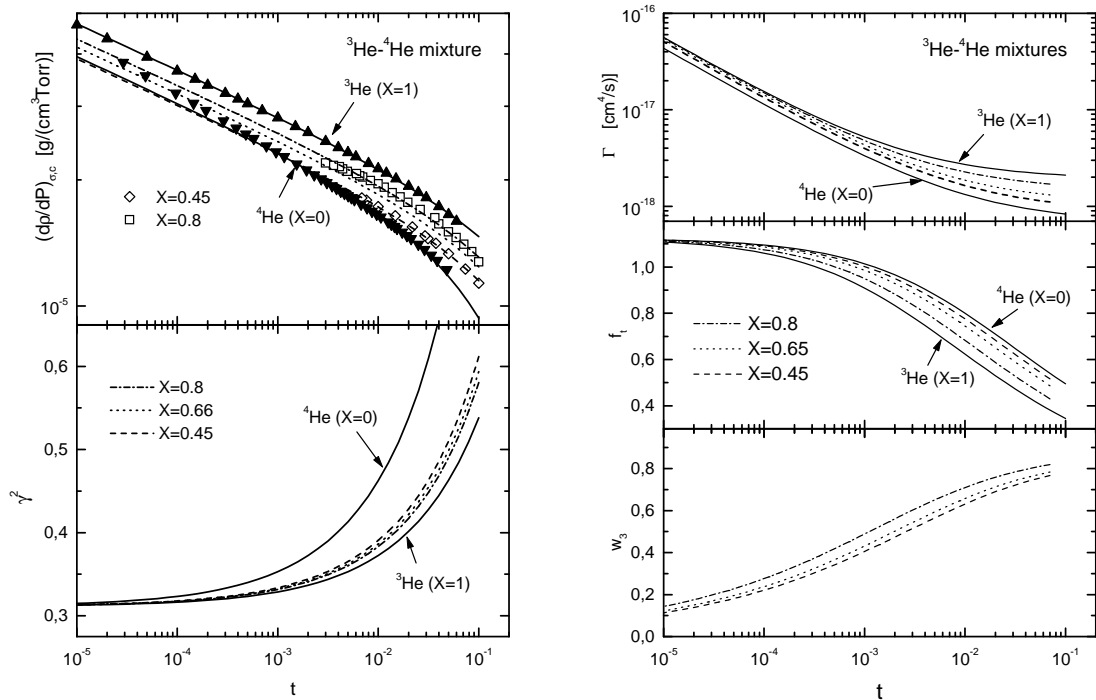 ³He-⁴He mixture
³He (X=1)
⁴He (X=0)
X=0.45
X=0.8
(dρ/dP)σ,c [g/(cm³Torr)]
10⁻⁵
0,6
0,5
0,4
0,3
γ²
X=0.8
X=0.66
X=0.45
⁴He (X=0)
³He (X=1)
10⁻⁵ 10⁻⁴ 10⁻³ 10⁻² 10⁻¹
t
10⁻¹⁶
10⁻¹⁷
10⁻¹⁸
Γ [cm⁴/s)]
³He-⁴He mixtures
³He (X=1)
⁴He (X=0)
1,0
0,8
0,6
0,4
fₜ
⁴He (X=0)
X=0.8
X=0.65
X=0.45
³He (X=1)
0,8
0,6
0,4
0,2
0,0
w₃
10⁻⁵ 10⁻⁴ 10⁻³ 10⁻² 10⁻¹
t